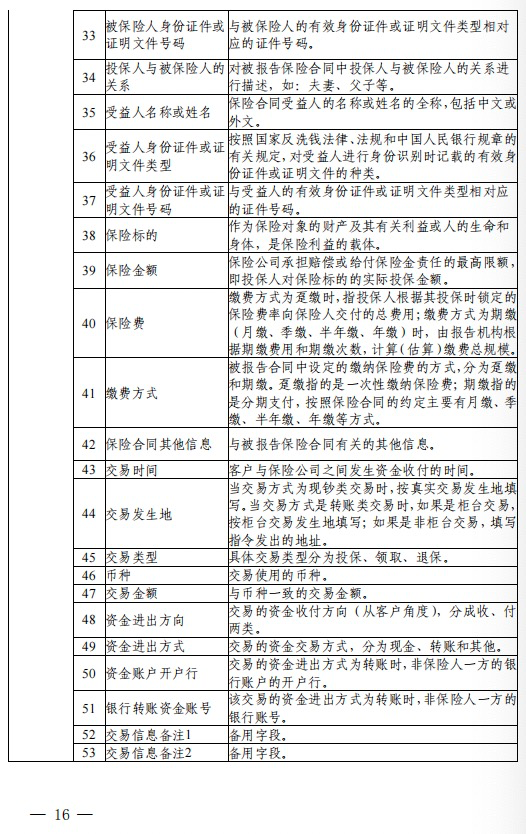 33 被保险人身份证件或证明文件号码 与被保险人的有效身份证件或证明文件类型相对应的证件号码。
34 投保人与被保险人的关系 对被报告保险合同中投保人与被保险人的关系进行描述，如：夫妻、父子等。
35 受益人名称或姓名 保险合同受益人的名称或姓名的全称，包括中文或外文。
36 受益人身份证件或证明文件类型 按照国家反洗钱法律、法规和中国人民银行规章的有关规定，对受益人进行身份识别时记载的有效身份证件或证明文件的种类。
37 受益人身份证件或证明文件号码 与受益人的有效身份证件或证明文件类型相对应的证件号码。
38 保险标的 作为保险对象的财产及其有关利益或人的生命和身体，是保险利益的载体。
39 保险金额 保险公司承担赔偿或给付保险金责任的最高限额，即投保人对保险标的的实际投保金额。
40 保险费 缴费方式为趸缴时，指投保人根据其投保时锁定的保险费率向保险人交付的总费用；缴费方式为期缴（月缴、季缴、半年缴、年缴）时，由报告机构根据期缴费用和期缴次数，计算（估算）缴费总规模。
41 缴费方式 被报告合同中设定的缴纳保险费的方式，分为趸缴和期缴。趸缴指的是一次性缴纳保险费；期缴指的是分期支付，按照保险合同的约定主要有月缴、季缴、半年缴、年缴等方式。
42 保险合同其他信息 与被报告保险合同有关的其他信息。
43 交易时间 客户与保险公司之间发生资金收付的时间。
44 交易发生地 当交易方式为现钞类交易时，按真实交易发生地填写。当交易方式是转账类交易时，如果是柜台交易，按柜台交易发生地填写；如果是非柜台交易，填写指令发出的地址。
45 交易类型 具体交易类型分为投保、领取、退保。
46 币种 交易使用的币种。
47 交易金额 与币种一致的交易金额。
48 资金进出方向 交易的资金收付方向（从客户角度），分成收、付两类。
49 资金进出方式 交易的资金交易方式，分为现金、转账和其他。
50 资金账户开户行 交易的资金进出方式为转账时，非保险人一方的银行账户的开户行。
51 银行转账资金账号 该交易的资金进出方式为转账时，非保险人一方的银行账号。
52 交易信息备注1 备用字段。
53 交易信息备注2 备用字段。
— 16 —